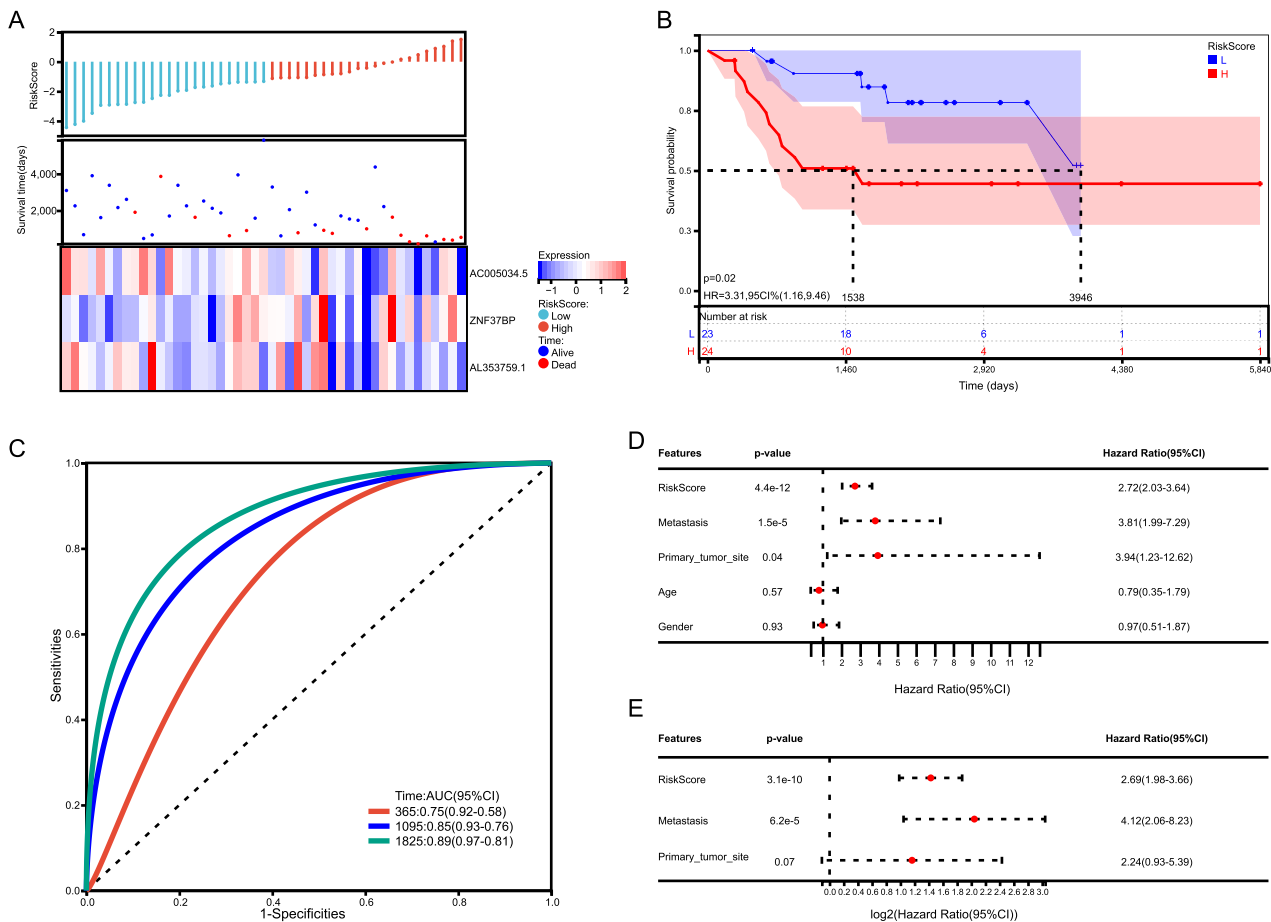 A
2
0
−2
−4
RiskScore
4,000
2,000
Survival time(days)
AC005034.5
ZNF37BP
AL353759.1
Expression
−1 0 1 2
RiskScore:
Low
High
Time:
Alive
Dead
B
RiskScore
L
H
1.0
0.8
0.5
0.3
0.0
Survival probability
p=0.02
HR=3.31,95CI%(1.16,9.46)
1538
3946
Number at risk
L 23 18 6 1 1
H 24 10 4 1 1
0 1,460 2,920 4,380 5,840
Time (days)
C
1.0
0.8
0.6
0.4
0.2
0.0
Sensitivities
Time:AUC(95%CI)
365:0.75(0.92-0.58)
1095:0.85(0.93-0.76)
1825:0.89(0.97-0.81)
0.0 0.2 0.4 0.6 0.8 1.0
1-Specificities
D
Features p-value Hazard Ratio(95%CI)
RiskScore 4.4e-12 2.72(2.03-3.64)
Metastasis 1.5e-5 3.81(1.99-7.29)
Primary_tumor_site 0.04 3.94(1.23-12.62)
Age 0.57 0.79(0.35-1.79)
Gender 0.93 0.97(0.51-1.87)
1 2 3 4 5 6 7 8 9 10 11 12
Hazard Ratio(95%CI)
E
Features p-value Hazard Ratio(95%CI)
RiskScore 3.1e-10 2.69(1.98-3.66)
Metastasis 6.2e-5 4.12(2.06-8.23)
Primary_tumor_site 0.07 2.24(0.93-5.39)
0.0 0.2 0.4 0.6 0.8 1.0 1.2 1.4 1.6 1.8 2.0 2.2 2.4 2.6 2.8 3.0
log2(Hazard Ratio(95%CI))